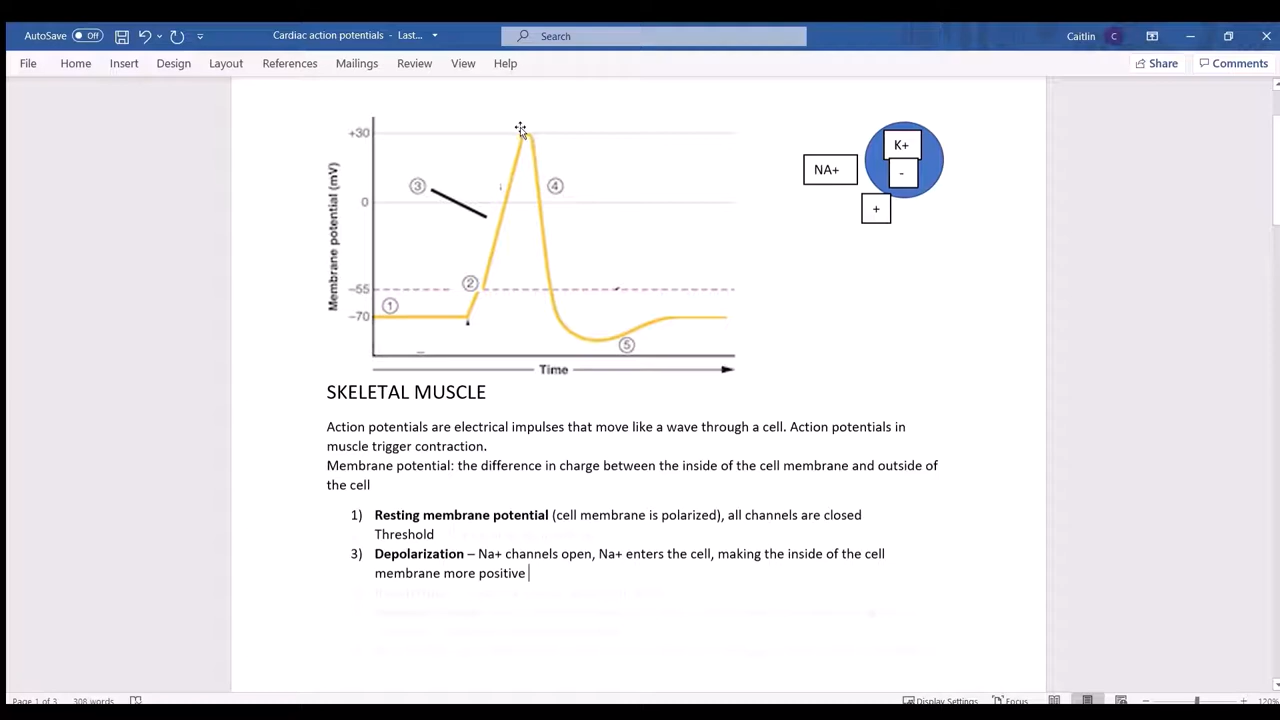 AutoSave Off Cardiac action potentials - Last... Search Caitlin C
File Home Insert Design Layout References Mailings Review View Help Share Comments
+30
0
-55
-70
Membrane potential (mV)
1
2
3
4
5
Time
K+
-
NA+
+
SKELETAL MUSCLE
Action potentials are electrical impulses that move like a wave through a cell. Action potentials in
muscle trigger contraction.
Membrane potential: the difference in charge between the inside of the cell membrane and outside of
the cell
1) Resting membrane potential (cell membrane is polarized), all channels are closed
Threshold
3) Depolarization – Na+ channels open, Na+ enters the cell, making the inside of the cell
membrane more positive
Page 1 of 3 308 words Display Settings Focus 120%